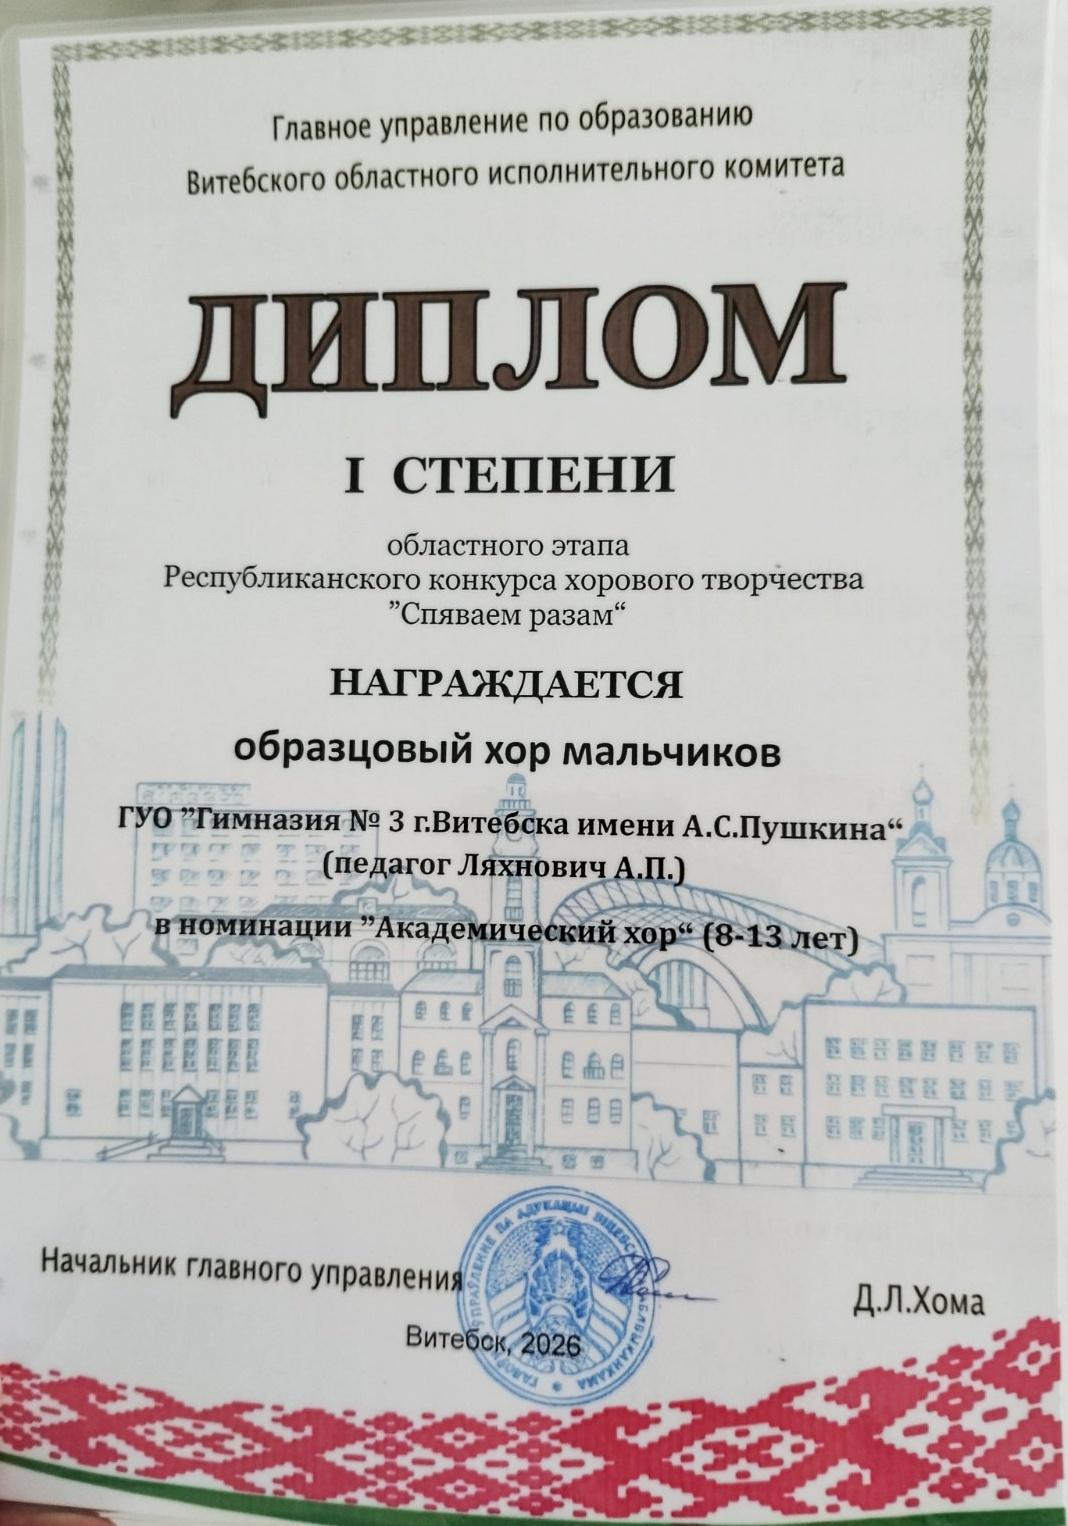 Главное управление по образованию
Витебского областного исполнительного комитета
ДИПЛОМ
I СТЕПЕНИ
областного этапа
Республиканского конкурса хорового творчества
”Спяваем разам“
НАГРАЖДАЕТСЯ
образцовый хор мальчиков
ГУО ”Гимназия № 3 г.Витебска имени А.С.Пушкина“
(педагог Ляхнович А.П.)
в номинации ”Академический хор“ (8-13 лет)
Начальник главного управления
Д.Л.Хома
Витебск, 2026